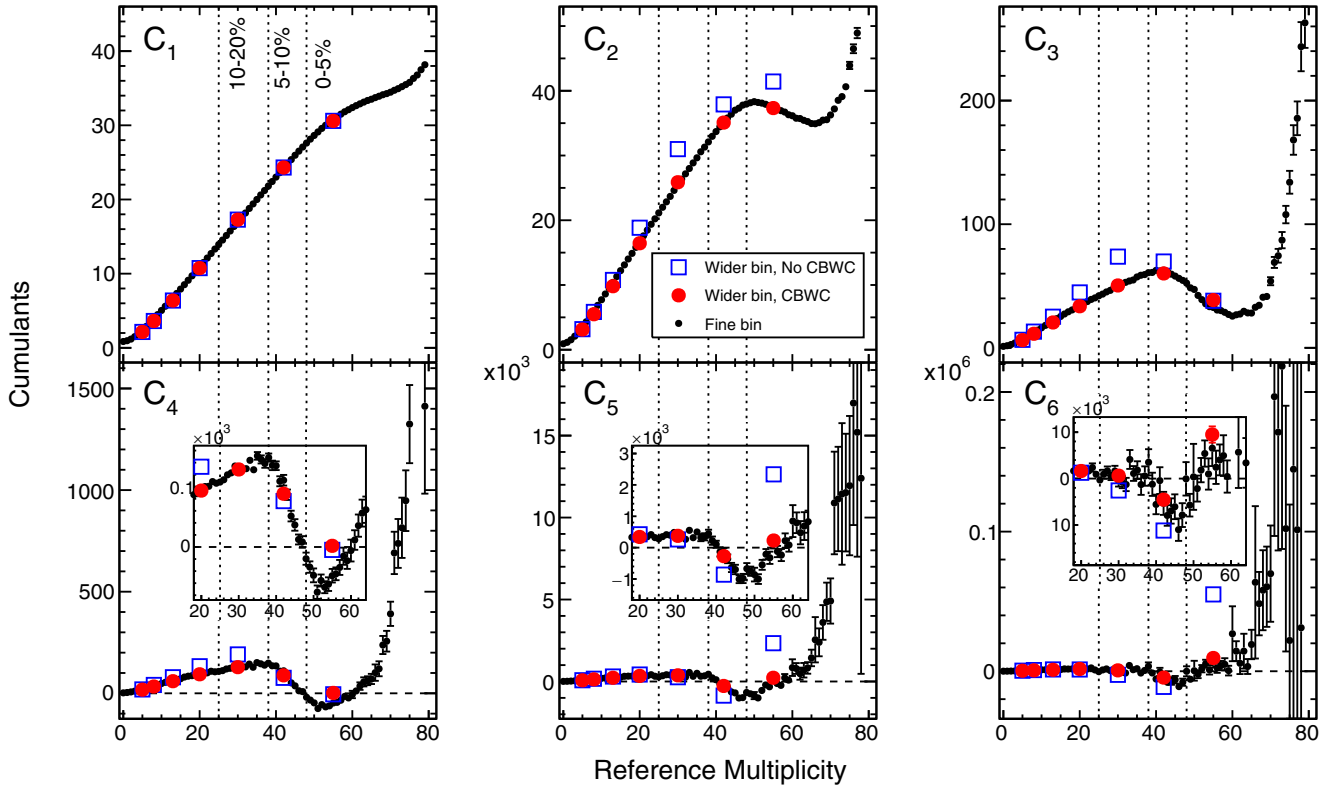 C1
10-20%
5-10%
0-5%
40
30
20
10
0
C2
40
20
0
Wider bin, No CBWC
Wider bin, CBWC
Fine bin
C3
200
100
0
Cumulants
C4
1500
1000
500
0
×10³
0.1
0
20 30 40 50 60
0 20 40 60 80
x10³
C5
15
10
5
0
×10³
3
2
1
0
−1
20 30 40 50 60
0 20 40 60 80
x10⁶
C6
0.2
0.1
0
×10³
10
0
10
20 30 40 50 60
0 20 40 60 80
Reference Multiplicity